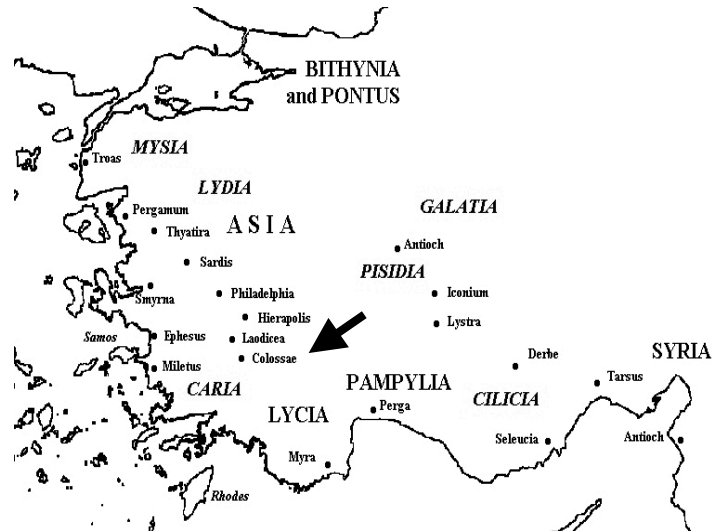 BITHYNIA
and PONTUS
MYSIA
Troas
LYDIA
GALATIA
Pergamum
ASIA
Thyatira
Antioch
Sardis
PISIDIA
Smyrna
Philadelphia
Iconium
Hierapolis
Lystra
Samos
Ephesus
Laodicea
Colossae
Derbe
SYRIA
Miletus
CARIA
PAMPYLIA
CILICIA
Tarsus
LYCIA
Perga
Seleucia
Antioch
Myra
Rhodes